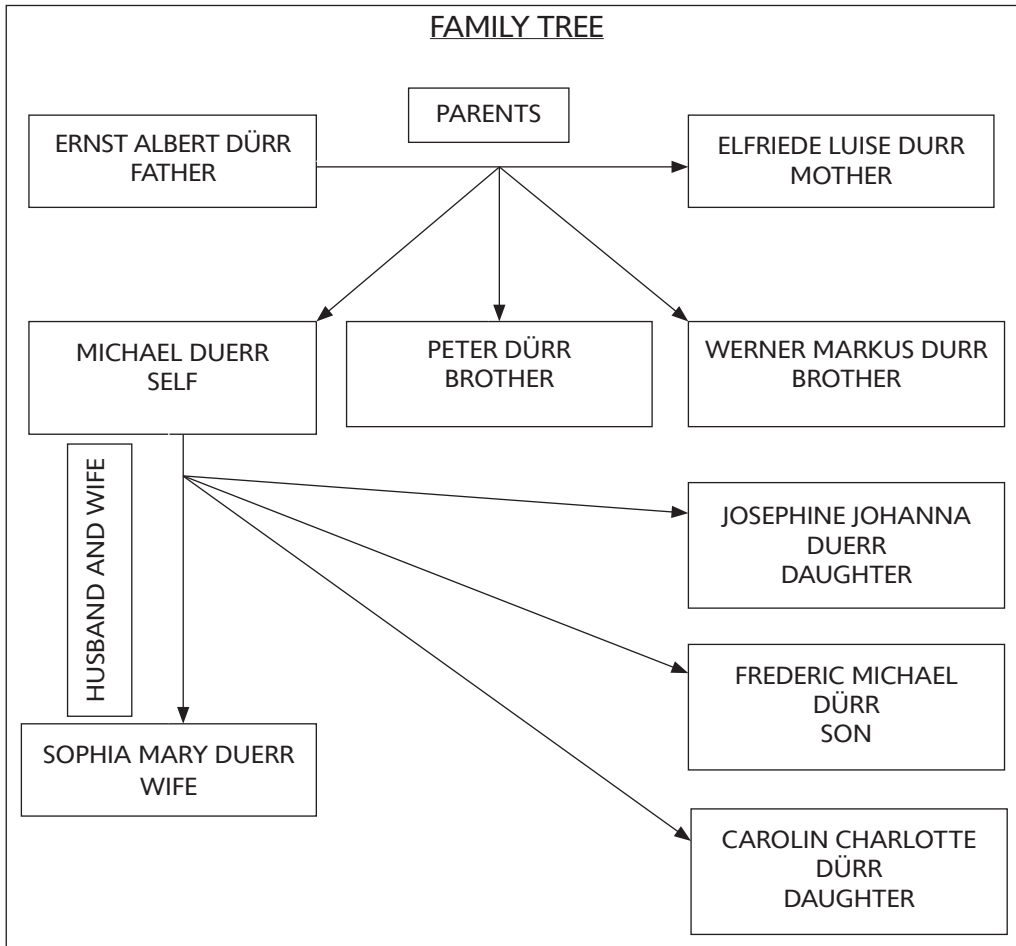 FAMILY TREE
PARENTS
ERNST ALBERT DÜRR
FATHER
ELFRIEDE LUISE DURR
MOTHER
MICHAEL DUERR
SELF
PETER DÜRR
BROTHER
WERNER MARKUS DURR
BROTHER
HUSBAND AND WIFE
JOSEPHINE JOHANNA
DUERR
DAUGHTER
FREDERIC MICHAEL
DÜRR
SON
SOPHIA MARY DUERR
WIFE
CAROLIN CHARLOTTE
DÜRR
DAUGHTER